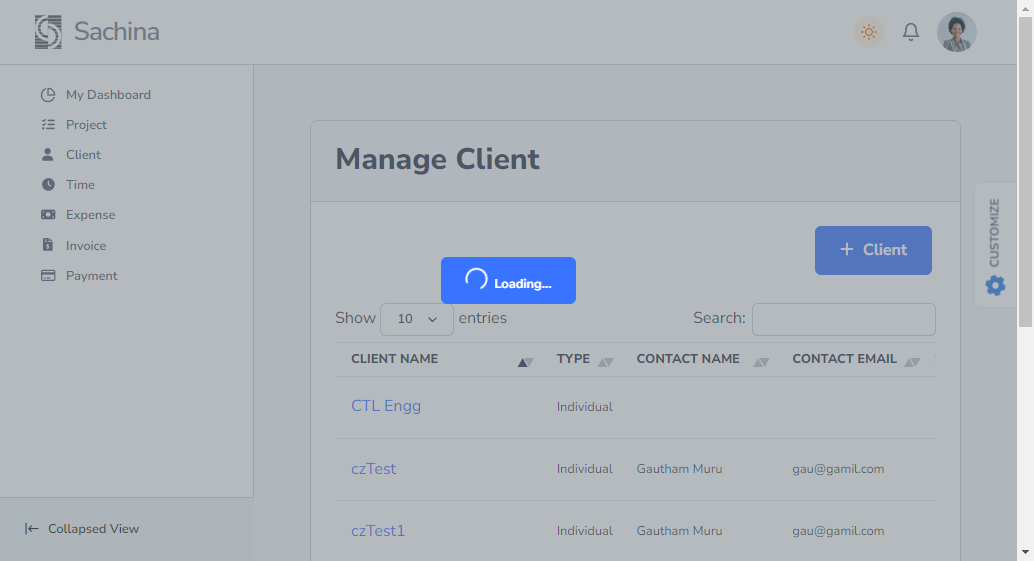 Sachina
My Dashboard
Project
Client
Time
Expense
Invoice
Payment
Collapsed View
Manage Client
+ Client
Loading...
Show 10 entries
Search:
CLIENT NAME TYPE CONTACT NAME CONTACT EMAIL
CTL Engg Individual
czTest Individual Gautham Muru gau@gamil.com
czTest1 Individual Gautham Muru gau@gamil.com
CUSTOMIZE